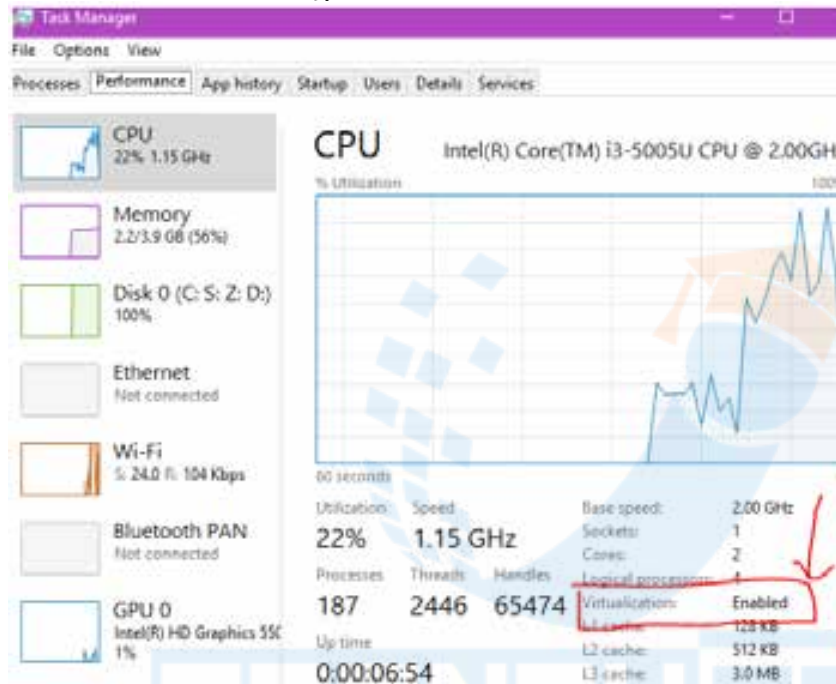 Task Manager
File Options View
Processes Performance App history Startup Users Details Services
CPU
22% 1.15 GHz
Memory
2.2/3.9 GB (56%)
Disk 0 (C: S: Z: D:)
100%
Ethernet
Not connected
Wi-Fi
S: 24.0 R: 104 Kbps
Bluetooth PAN
Not connected
GPU 0
Intel(R) HD Graphics 550
1%
CPU Intel(R) Core(TM) i3-5005U CPU @ 2.00GH
% Utilization 100%
60 seconds
Utilization Speed
22% 1.15 GHz
Processes Threads Handles
187 2446 65474
Up time
0:00:06:54
Base speed: 2.00 GHz
Sockets: 1
Cores: 2
Logical processors: 4
Virtualization: Enabled
L1 cache: 128 KB
L2 cache: 512 KB
L3 cache: 3.0 MB